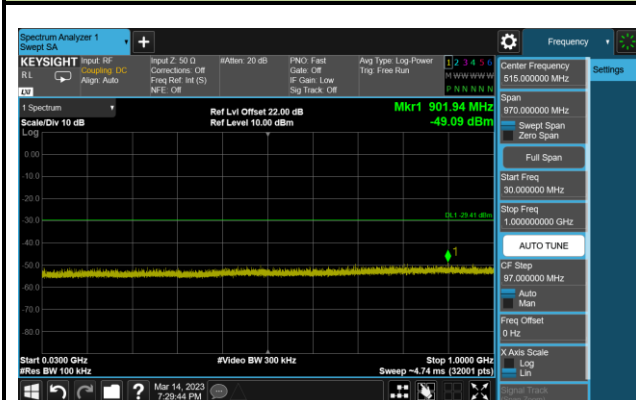 Spectrum Analyzer 1
Swept SA
Frequency
KEYSIGHT
RL
LXI
Input: RF
Coupling: DC
Align: Auto
Input Z: 50 Ω
Corrections: Off
Freq Ref: Int (S)
NFE: Off
#Atten: 20 dB
PNO: Fast
Gate: Off
IF Gain: Low
Sig Track: Off
Avg Type: Log-Power
Trig: Free Run
1 2 3 4 5 6
M W W W W W
P N N N N N
Center Frequency
515.000000 MHz
Settings
Span
970.000000 MHz
Swept Span
Zero Span
Full Span
Start Freq
30.000000 MHz
Stop Freq
1.000000000 GHz
AUTO TUNE
CF Step
97.000000 MHz
Auto
Man
Freq Offset
0 Hz
X Axis Scale
Log
Lin
Signal Track
1 Spectrum
Scale/Div 10 dB
Log
Ref Lvl Offset 22.00 dB
Ref Level 10.00 dBm
Mkr1 901.94 MHz
-49.09 dBm
0.00
-10.0
-20.0
-30.0
DL1 -29.41 dBm
-40.0
1
-50.0
-60.0
-70.0
-80.0
Start 0.0300 GHz
#Res BW 100 kHz
#Video BW 300 kHz
Stop 1.0000 GHz
Sweep ~4.74 ms (32001 pts)
?
Mar 14, 2023
7:29:44 PM